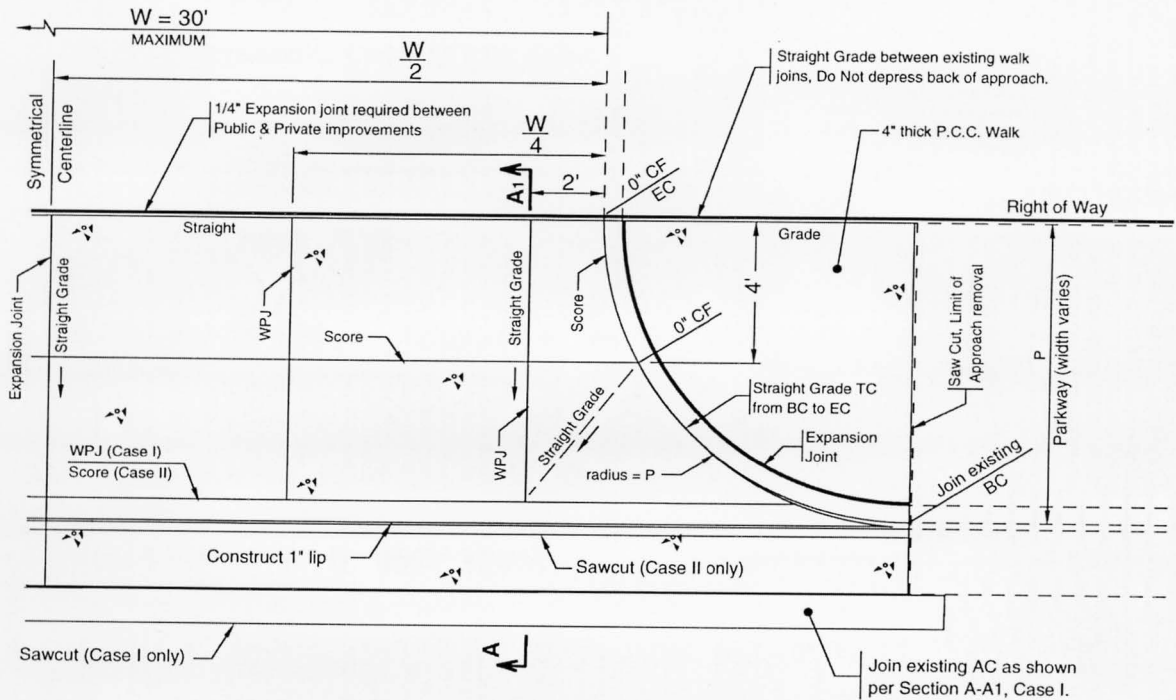 W = 30'
MAXIMUM
W
2
Straight Grade between existing walk
joins, Do Not depress back of approach.
Symmetrical
Centerline
1/4" Expansion joint required between
Public & Private improvements
W
4
4" thick P.C.C. Walk
A1
2'
0" CF
EC
Right of Way
Straight
Grade
Expansion Joint
Straight Grade
WPJ
Straight Grade
Score
4'
0" CF
Score
Saw Cut, Limit of
Approach removal
P
Parkway (width varies)
Straight Grade TC
from BC to EC
Straight Grade
Expansion
Joint
WPJ (Case I)
Score (Case II)
WPJ
radius = P
Join existing
BC
Construct 1" lip
Sawcut (Case II only)
Sawcut (Case I only)
A
Join existing AC as shown
per Section A-A1, Case I.